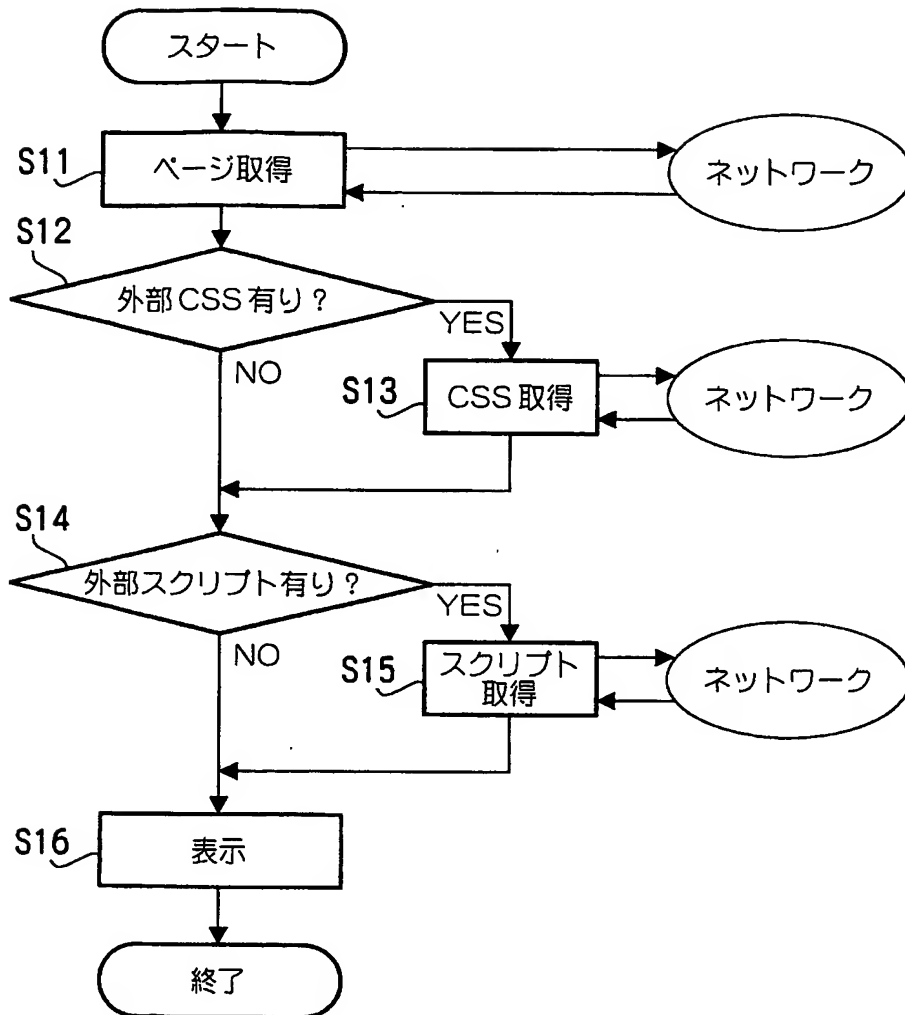 スタート
S11
ページ取得
ネットワーク
S12
外部CSS有り？
YES
NO
S13
CSS取得
ネットワーク
S14
外部スクリプト有り？
YES
NO
S15
スクリプト
取得
ネットワーク
S16
表示
終了